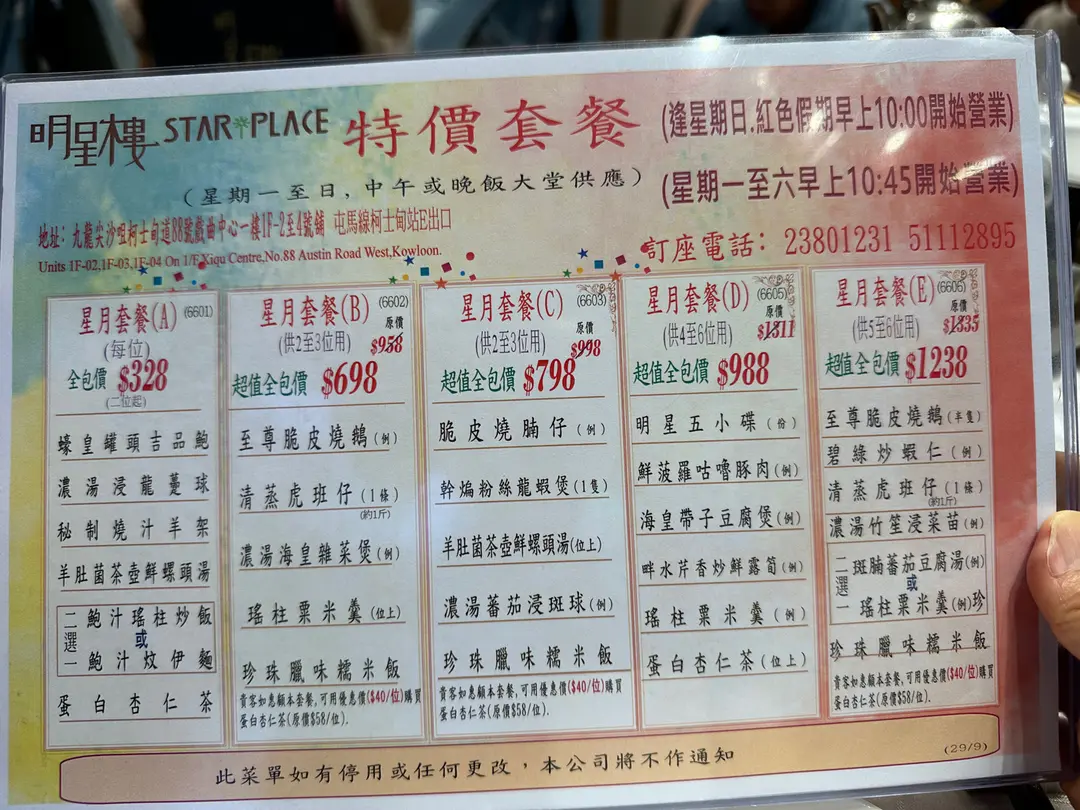 明星樓 STAR PLACE 特價套餐
(逢星期日.紅色假期早上10:00開始營業)
(星期一至日,中午或晚飯大堂供應)
(星期一至六早上10:45開始營業)
地址:九龍尖沙咀柯士甸道88號戲曲中心一樓1F-2至4號舖 屯馬線柯士甸站E出口
Units 1F-02,1F-03,1F-04 On 1/F,Xiqu Centre,No.88 Austin Road West,Kowloon.
訂座電話: 23801231 51112895
星月套餐(A) (6601)
(每位)
全包價 $328
(二位起)
蠔皇罐頭吉品鮑
濃湯浸龍躉球
秘制燒汁羊架
羊肚菌茶壺鮮螺頭湯
二選一
鮑汁瑤柱炒飯
或
鮑汁炆伊麵
蛋白杏仁茶
星月套餐(B) (6602)
(供2至3位用)
原價 $958
超值全包價 $698
至尊脆皮燒鵝(例)
清蒸虎班仔(1條)
(約1斤)
濃湯海皇雜菜煲(例)
瑤柱粟米羹(位上)
珍珠臘味糯米飯
貴客如惠顧本套餐,可用優惠價($40/位)購買
蛋白杏仁茶(原價$58/位).
星月套餐(C) (6603)
(供2至3位用)
原價 $998
超值全包價 $798
脆皮燒腩仔(例)
幹煸粉絲龍蝦煲(1隻)
羊肚菌茶壺鮮螺頭湯(位上)
濃湯番茄浸斑球(例)
珍珠臘味糯米飯
貴客如惠顧本套餐,可用優惠價($40/位)購買
蛋白杏仁茶(原價$58/位).
星月套餐(D) (6605)
(供4至6位用)
原價 $1311
超值全包價 $988
明星五小碟(份)
鮮菠羅咕嚕豚肉(例)
海皇帶子豆腐煲(例)
畔水芹香炒鮮露筍(例)
瑤柱粟米羹(例)
蛋白杏仁茶(位上)
星月套餐(E) (6606)
(供5至6位用)
原價 $1335
超值全包價 $1238
至尊脆皮燒鵝(半隻)
碧綠炒蝦仁(例)
清蒸虎班仔(1條)
(約1斤)
濃湯竹笙浸菜苗(例)
二選一
斑腩番茄豆腐湯(例)
或
瑤柱粟米羹(例)珍
珍珠臘味糯米飯
貴客如惠顧本套餐,可用優惠價($40/位)購買
蛋白杏仁茶(原價$58/位).
此菜單如有停用或任何更改,本公司將不作通知
(29/9)